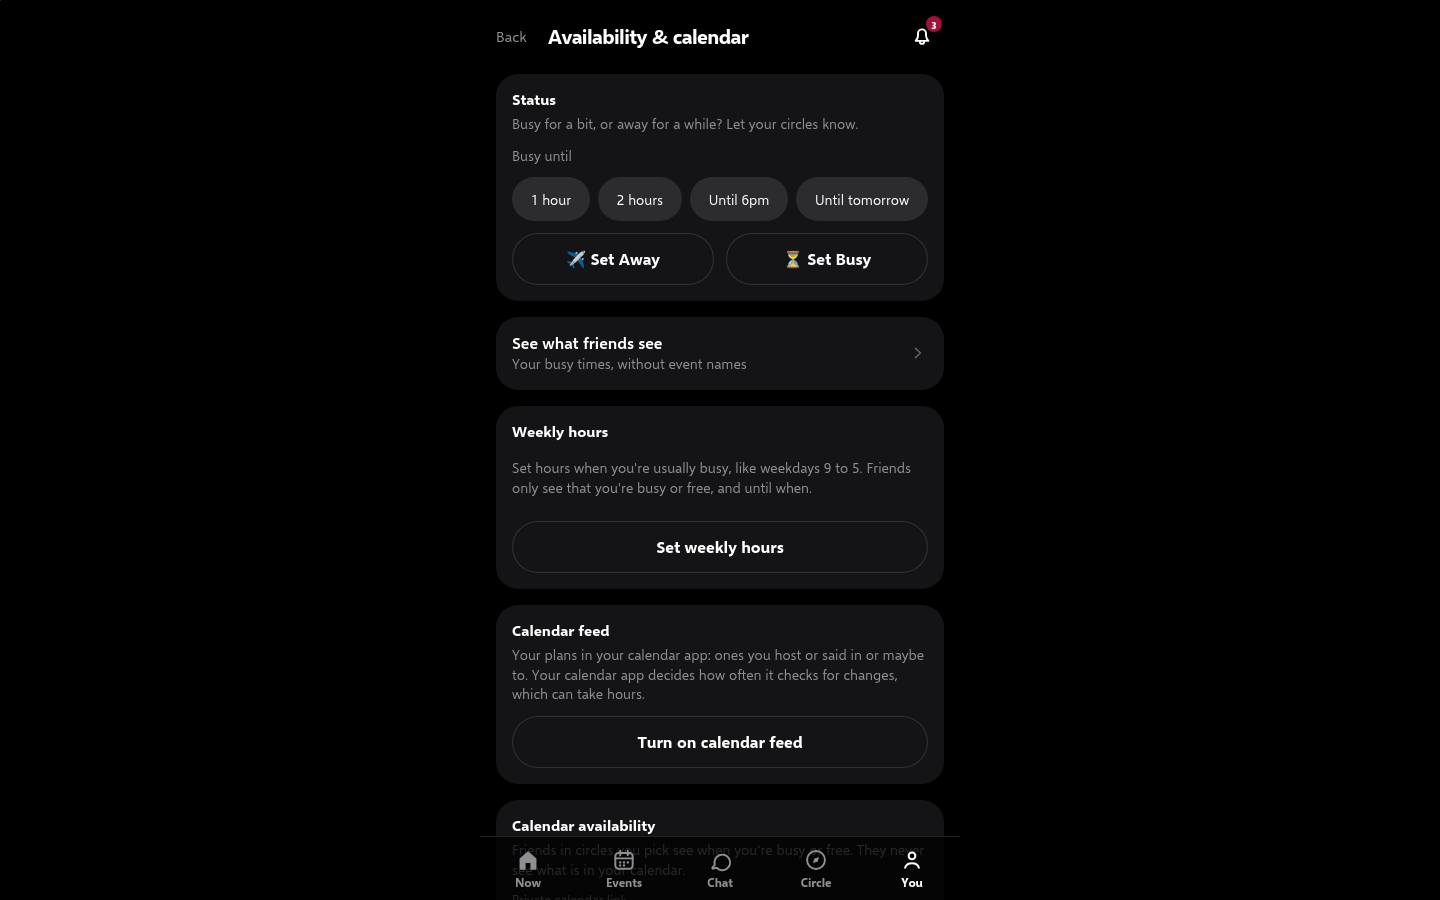 Back
Availability & calendar
3
Status
Busy for a bit, or away for a while? Let your circles know.
Busy until
1 hour
2 hours
Until 6pm
Until tomorrow
✈️ Set Away
⏳ Set Busy
See what friends see
Your busy times, without event names
Weekly hours
Set hours when you're usually busy, like weekdays 9 to 5. Friends
only see that you're busy or free, and until when.
Set weekly hours
Calendar feed
Your plans in your calendar app: ones you host or said in or maybe
to. Your calendar app decides how often it checks for changes,
which can take hours.
Turn on calendar feed
Calendar availability
Friends in circles you pick see when you're busy or free. They never
see what is in your calendar.
Private calendar link
Now
Events
Chat
Circle
You